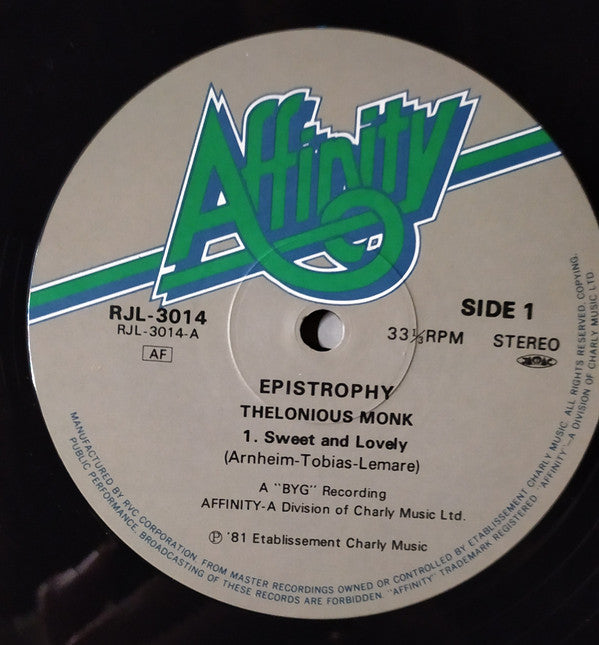 Affinity
RJL-3014
RJL-3014-A
AF
SIDE 1
33⅓RPM STEREO
EPISTROPHY
THELONIOUS MONK
1. Sweet and Lovely
(Arnheim-Tobias-Lemare)
A "BYG" Recording
AFFINITY-A Division of Charly Music Ltd.
Ⓟ '81 Etablissement Charly Music
MANUFACTURED BY RVC CORPORATION, FROM MASTER RECORDINGS OWNED OR CONTROLLED BY ETABLISSEMENT CHARLY MUSIC. ALL RIGHTS RESERVED. COPYING,
PUBLIC PERFORMANCE, BROADCASTING OF THESE RECORDS ARE FORBIDDEN. "AFFINITY" TRADEMARK REGISTERED. "AFFINITY"-A DIVISION OF CHARLY MUSIC LTD.